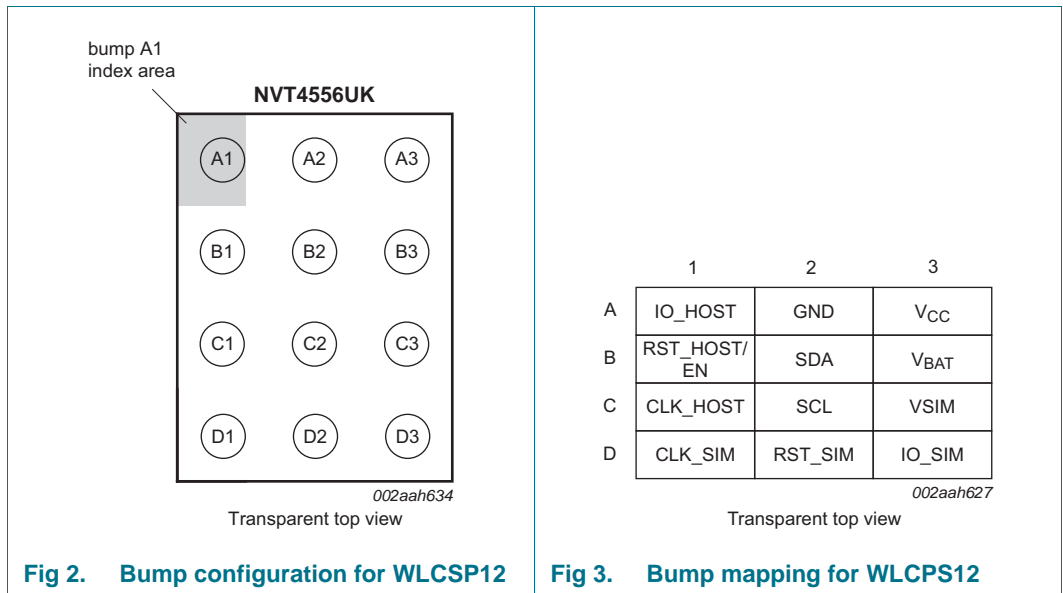 bump A1
index area
NVT4556UK
A1 A2 A3
B1 B2 B3
C1 C2 C3
D1 D2 D3
002aah634
Transparent top view
Fig 2. Bump configuration for WLCSP12
1 2 3
A IO_HOST GND VCC
B RST_HOST/
EN SDA VBAT
C CLK_HOST SCL VSIM
D CLK_SIM RST_SIM IO_SIM
002aah627
Transparent top view
Fig 3. Bump mapping for WLCPS12